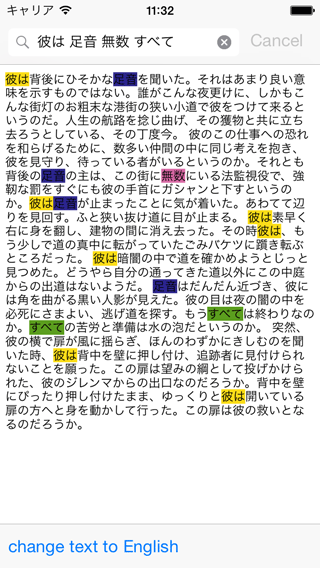 キャリア 11:32
彼は 足音 無数 すべて Cancel
彼は背後にひそかな足音を聞いた。それはあまり良い意
味を示すものではない。誰がこんな夜更けに、しかもこ
んな街灯のお粗末な港街の狭い小道で彼をつけて来ると
いうのだ。人生の航路を捻じ曲げ、その獲物と共に立ち
去ろうとしている、その丁度今。 彼のこの仕事への恐れ
を和らげるために、数多い仲間の中に同じ考えを抱き、
彼を見守り、待っている者がいるというのか。それとも
背後の足音の主は、この街に無数にいる法監視役で、強
靭な罰をすぐにも彼の手首にガシャンと下すというの
か。彼は足音が止まったことに気が着いた。あわてて辺
りを見回す。ふと狭い抜け道に目が止まる。 彼は素早く
右に身を翻し、建物の間に消え去った。その時彼は、も
う少しで道の真中に転がっていたごみバケツに躓き転ぶ
ところだった。 彼は暗闇の中で道を確かめようとじっと
見つめた。どうやら自分の通ってきた道以外にこの中庭
からの出道はないようだ。 足音はだんだん近づき、彼に
は角を曲がる黒い人影が見えた。彼の目は夜の闇の中を
必死にさまよい、逃げ道を探す。もうすべては終わりなの
か。すべての苦労と準備は水の泡だというのか。 突然、
彼の横で扉が風に揺らぎ、ほんのわずかにきしむのを聞
いた時、彼は背中を壁に押し付け、追跡者に見付けられ
ないことを願った。この扉は望みの綱として投げかけら
れた、彼のジレンマからの出口なのだろうか。背中を壁
にぴったり押し付けたまま、ゆっくりと彼は開いている
扉の方へと身を動かして行った。この扉は彼の救いとな
るのだろうか。
change text to English